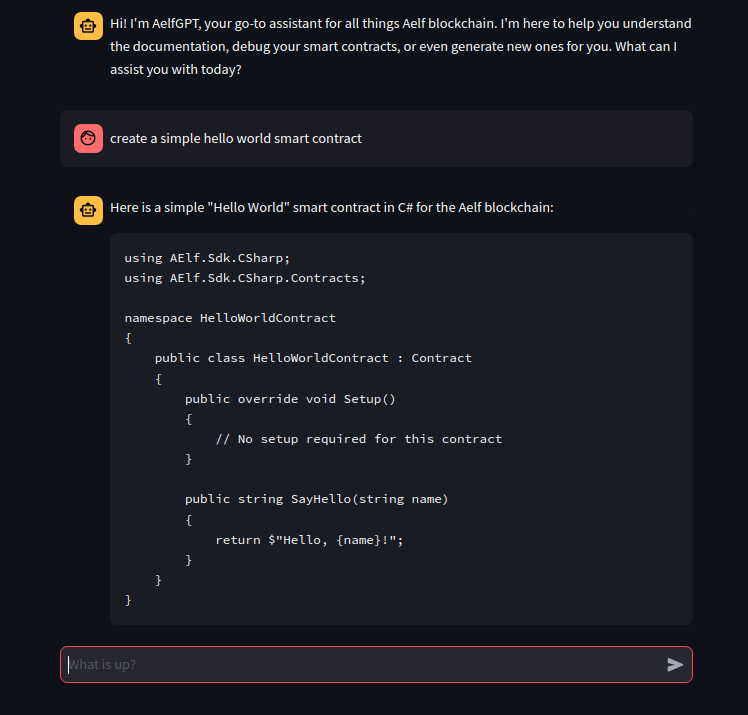 Hi! I'm AelfGPT, your go-to assistant for all things Aelf blockchain. I'm here to help you understand
the documentation, debug your smart contracts, or even generate new ones for you. What can I
assist you with today?
create a simple hello world smart contract
Here is a simple "Hello World" smart contract in C# for the Aelf blockchain:
using AElf.Sdk.CSharp;
using AElf.Sdk.CSharp.Contracts;

namespace HelloWorldContract
{
    public class HelloWorldContract : Contract
    {
        public override void Setup()
        {
            // No setup required for this contract
        }

        public string SayHello(string name)
        {
            return $"Hello, {name}!";
        }
    }
}
What is up?